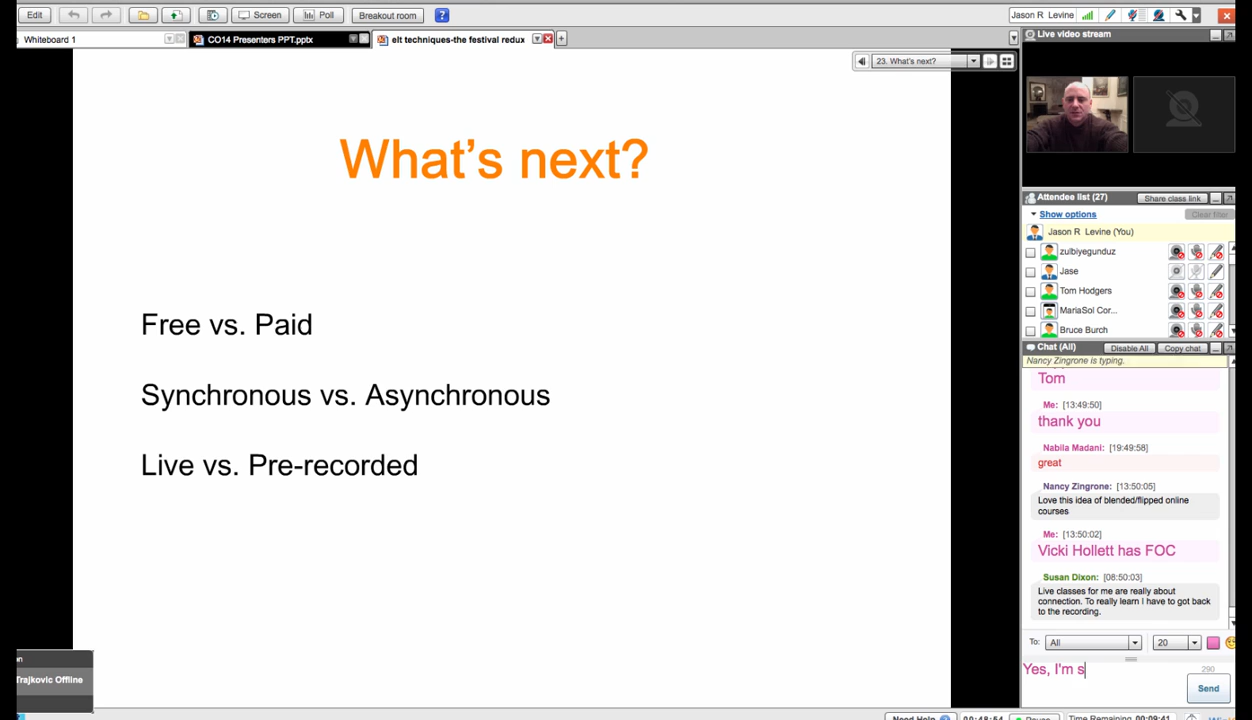 Edit
Screen
Poll
Breakout room
?
Jason R Levine
Whiteboard 1
CO14 Presenters PPT.pptx
elt techniques-the festival redux
23. What's next?
What's next?
Free vs. Paid
Synchronous vs. Asynchronous
Live vs. Pre-recorded
on
Trajkovic Offline
Live video stream
Attendee list (27)
Share class link
Show options
Clear filter
Jason R Levine (You)
zulbiyegunduz
Jase
Tom Hodgers
MariaSol Cor...
Bruce Burch
Chat (All)
Disable All
Copy chat
Nancy Zingrone is typing.
Tom
Me: [13:49:50]
thank you
Nabila Madani: [19:49:58]
great
Nancy Zingrone: [13:50:05]
Love this idea of blended/flipped online
courses
Me: [13:50:02]
Vicki Hollett has FOC
Susan Dixon: [08:50:03]
Live classes for me are really about
connection. To really learn I have to got back
to the recording.
To:
All
20
Yes, I'm s
290
Send
Need Help
00:48:54
Pause
Time Remaining 00:09:41